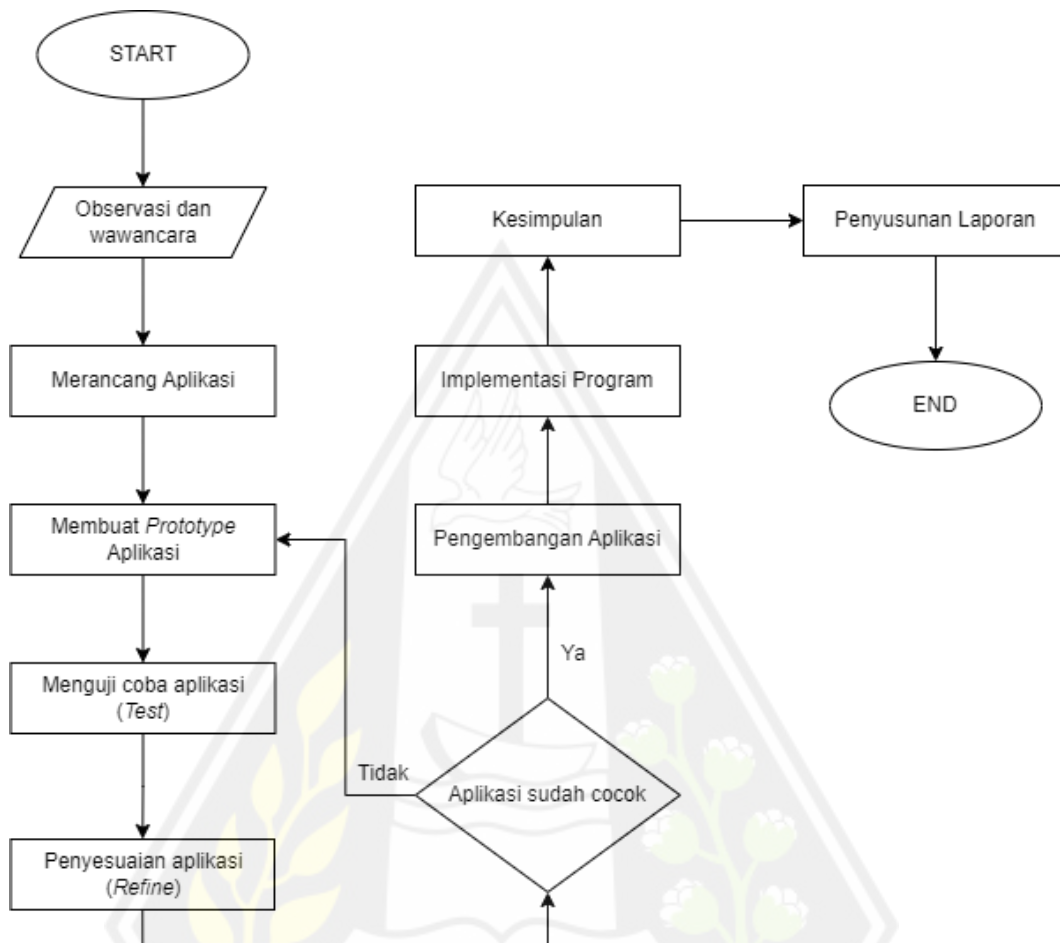 START
Observasi dan
wawancara
Merancang Aplikasi
Membuat Prototype
Aplikasi
Menguji coba aplikasi
(Test)
Penyesuaian aplikasi
(Refine)
Aplikasi sudah cocok
Tidak
Ya
Pengembangan Aplikasi
Implementasi Program
Kesimpulan
Penyusunan Laporan
END